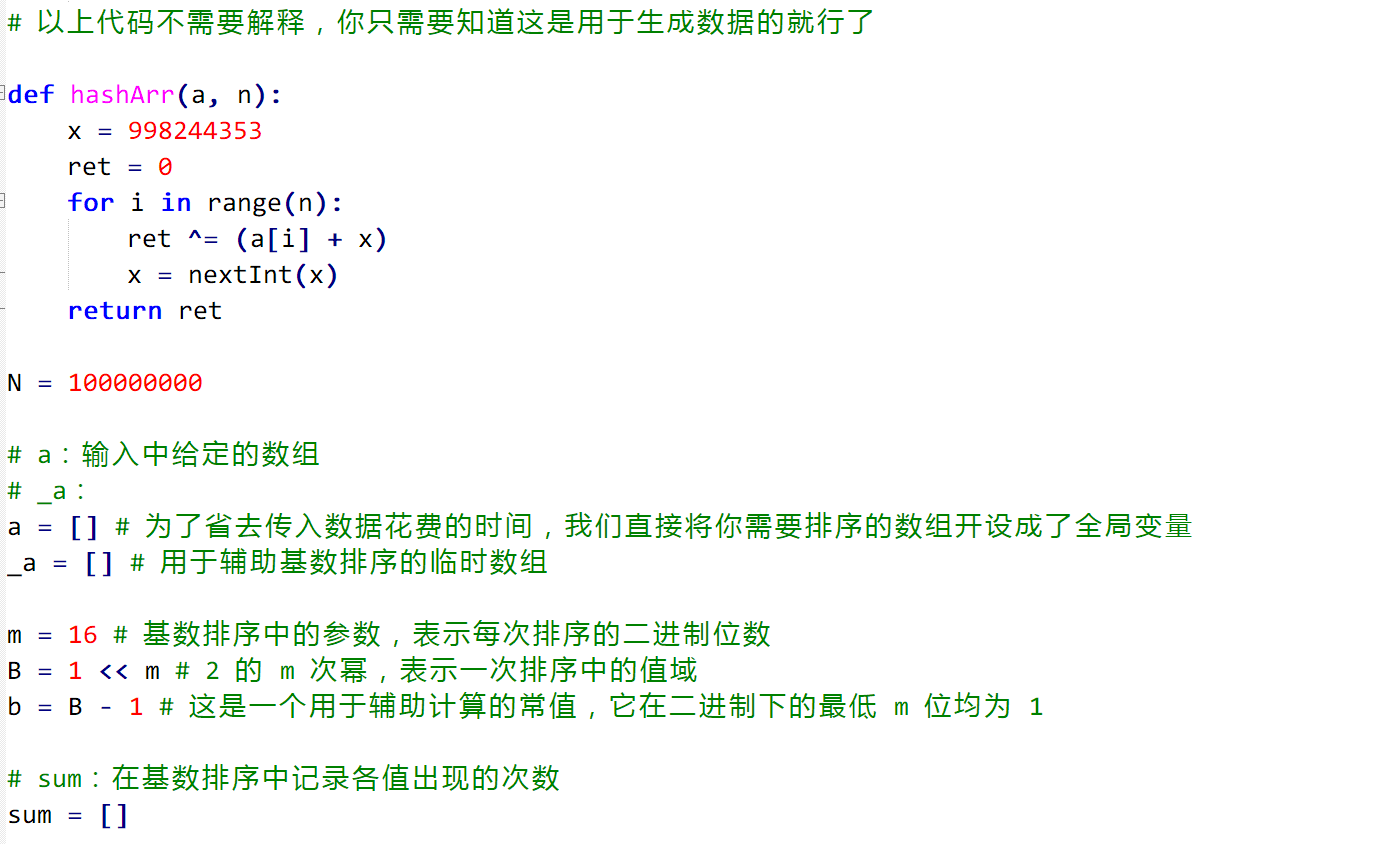 # 以上代码不需要解释，你只需要知道这是用于生成数据的就行了
def hashArr(a, n):
    x = 998244353
    ret = 0
    for i in range(n):
        ret ^= (a[i] + x)
        x = nextInt(x)
    return ret
N = 100000000
# a：输入中给定的数组
# _a：
a = [] # 为了省去传入数据花费的时间，我们直接将你需要排序的数组开设成了全局变量
_a = [] # 用于辅助基数排序的临时数组
m = 16 # 基数排序中的参数，表示每次排序的二进制位数
B = 1 << m # 2 的 m 次幂，表示一次排序中的值域
b = B - 1 # 这是一个用于辅助计算的常值，它在二进制下的最低 m 位均为 1
# sum：在基数排序中记录各值出现的次数
sum = []